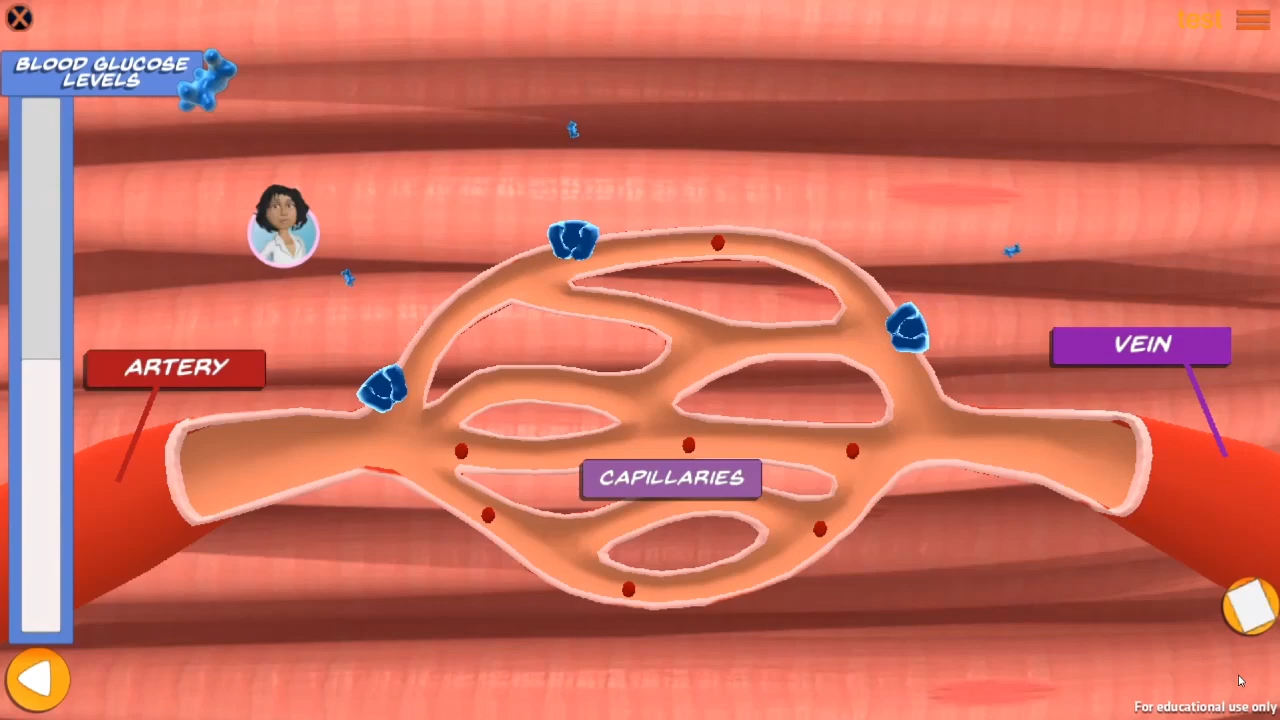 test
BLOOD GLUCOSE
LEVELS
ARTERY
VEIN
CAPILLARIES
For educational use only